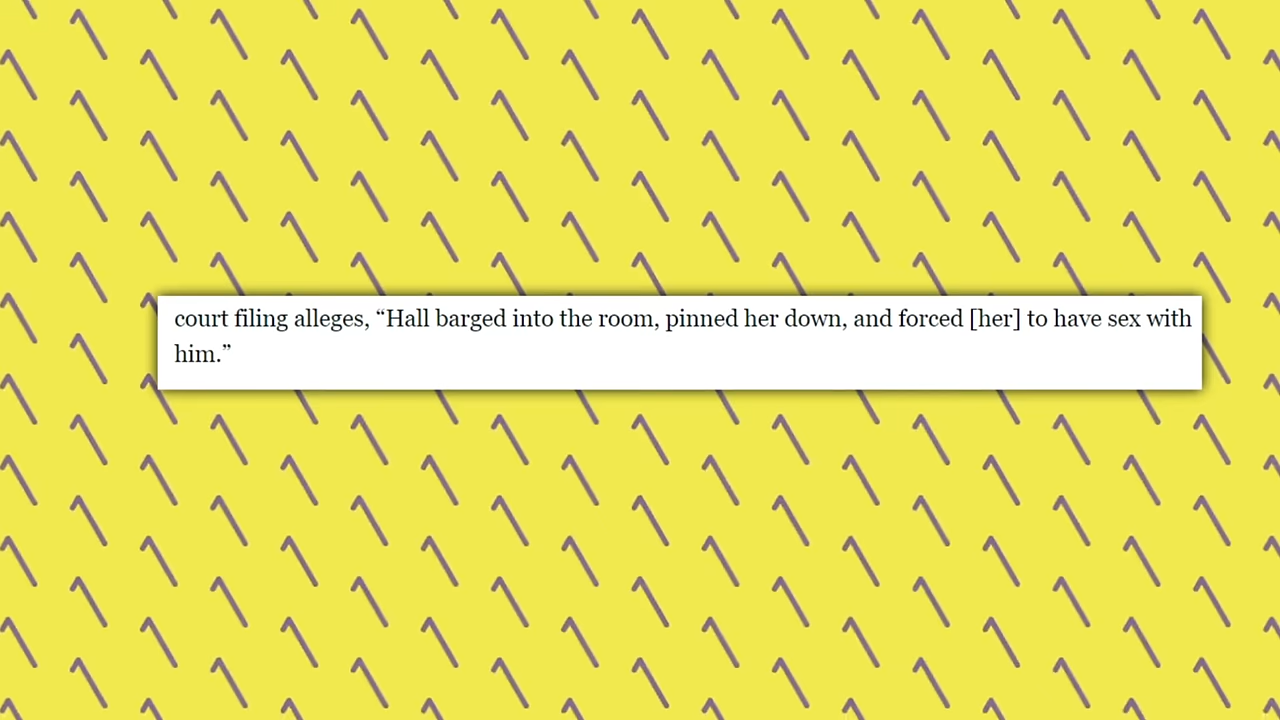 court filing alleges, “Hall barged into the room, pinned her down, and forced [her] to have sex with
him.”